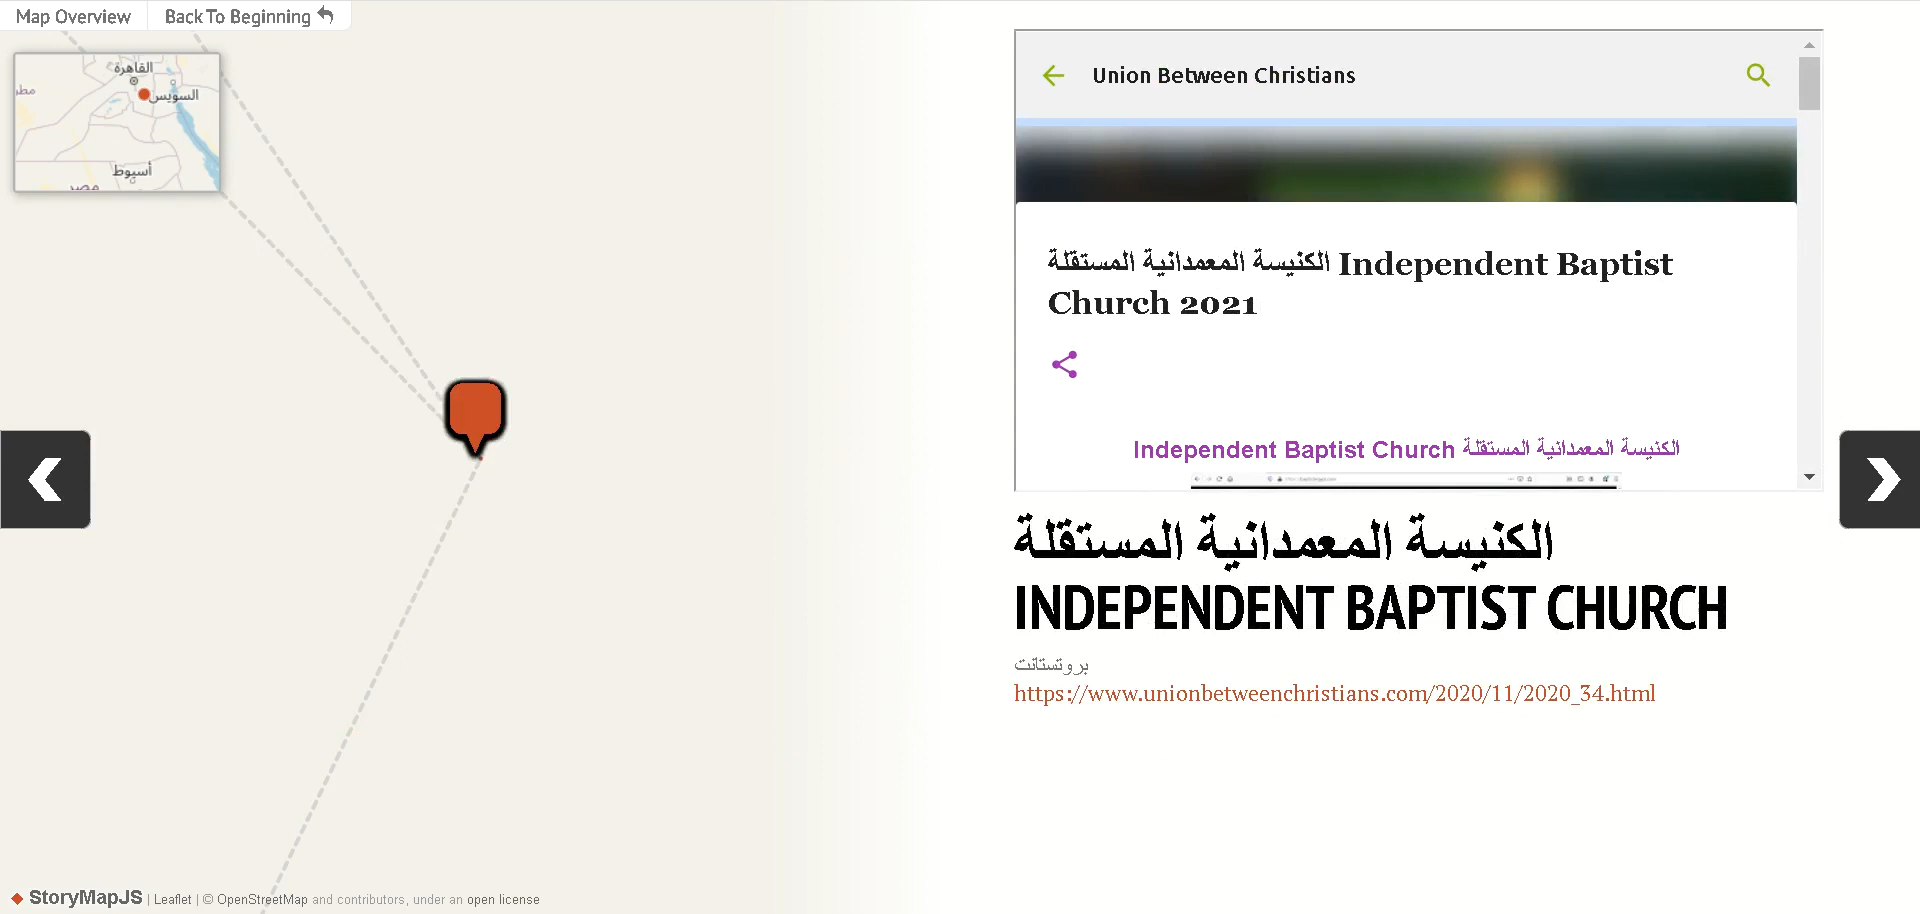 Map Overview
Back To Beginning
القاهرة
السويس
مطر
أسيوط
مصر
Union Between Christians
الكنيسة المعمدانية المستقلة Independent Baptist
Church 2021
Independent Baptist Church الكنيسة المعمدانية المستقلة
الكنيسة المعمدانية المستقلة
INDEPENDENT BAPTIST CHURCH
بروتستانت
https://www.unionbetweenchristians.com/2020/11/2020_34.html
StoryMapJS | Leaflet | © OpenStreetMap and contributors, under an open license